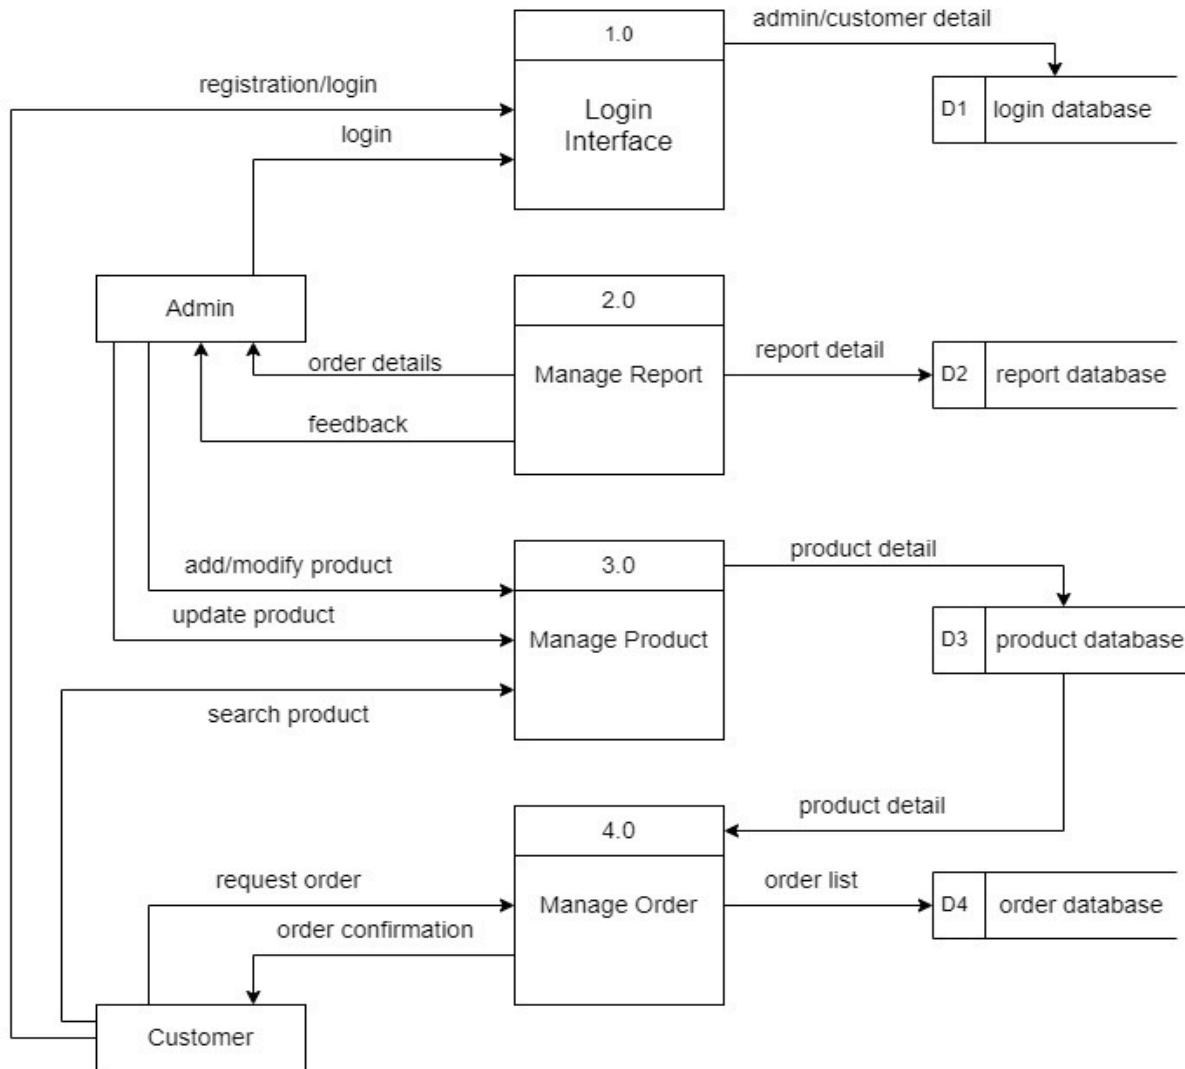 admin/customer detail
1.0
registration/login
D1
login database
Login
Interface
login
Admin
2.0
order details
Manage Report
report detail
D2
report database
feedback
add/modify product
3.0
product detail
update product
Manage Product
D3
product database
search product
4.0
product detail
request order
Manage Order
order list
D4
order database
order confirmation
Customer